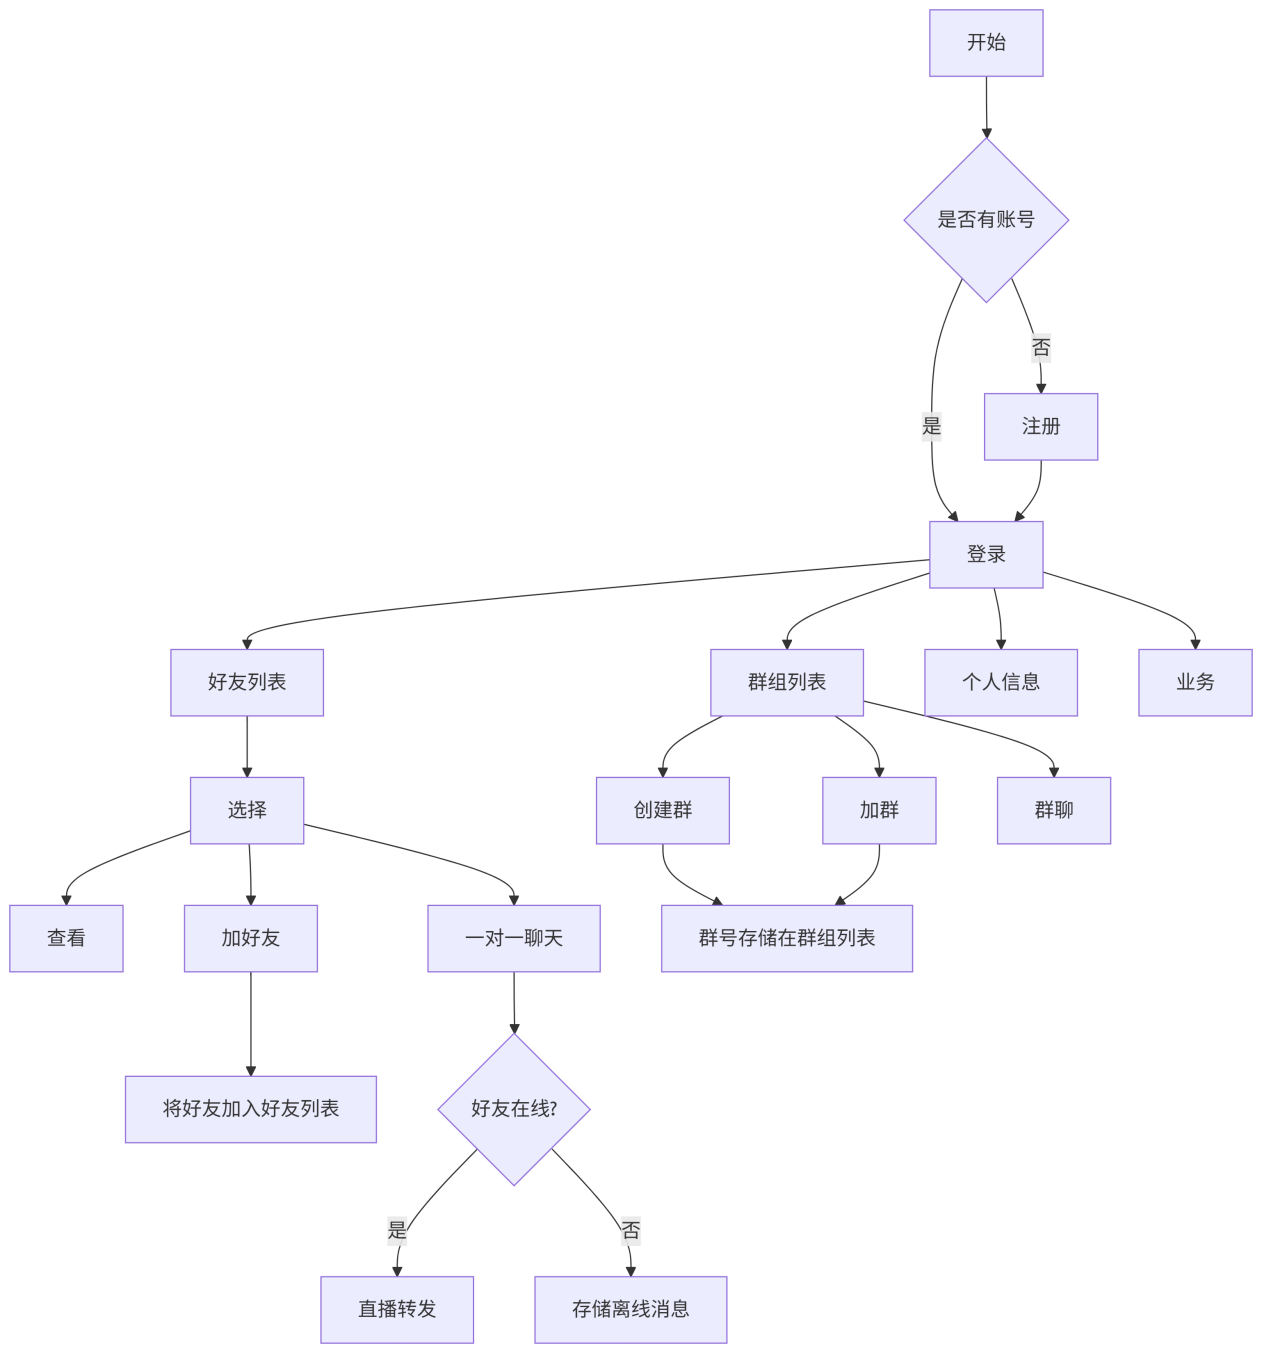 开始
是否有账号
否
是
注册
登录
好友列表
群组列表
个人信息
业务
选择
创建群
加群
群聊
查看
加好友
一对一聊天
群号存储在群组列表
将好友加入好友列表
好友在线?
是
否
直播转发
存储离线消息